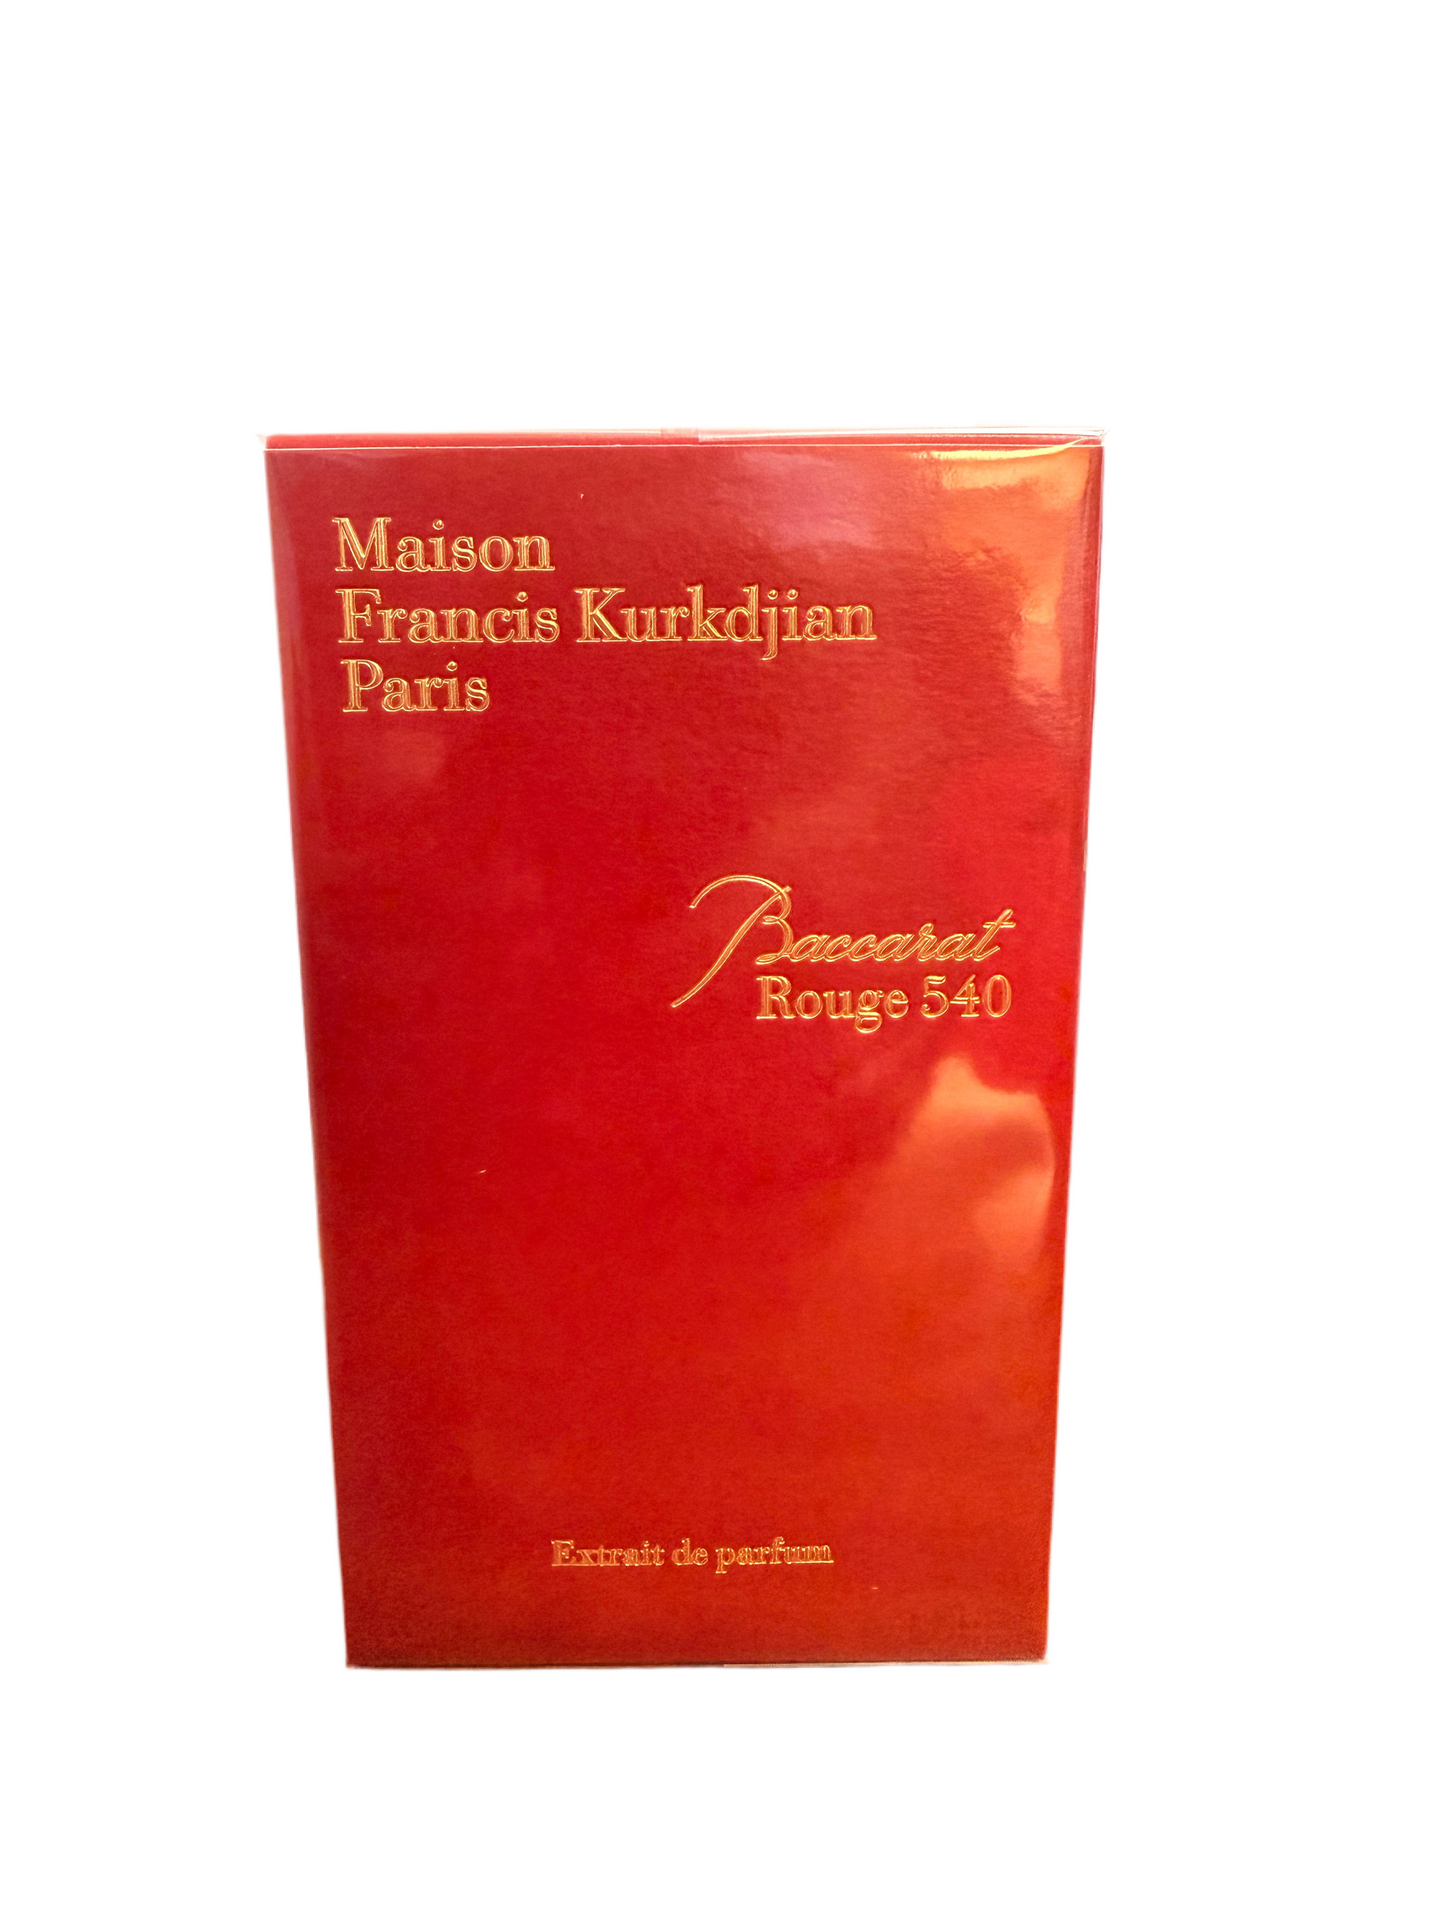 Maison
Francis Kurkdjian
Paris
Baccarat
Rouge 540
Extrait de parfum